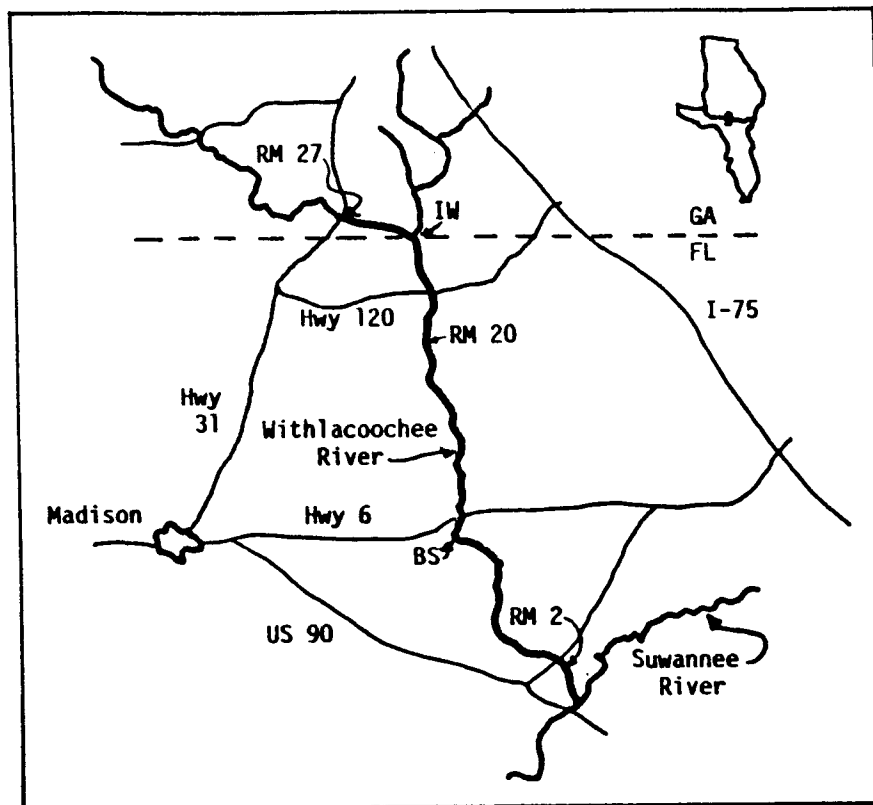 RM 27
IW
GA
FL
I-75
Hwy 120
RM 20
Hwy
31
Withlacoochee
River
Madison
Hwy 6
BS
RM 2
US 90
Suwannee
River